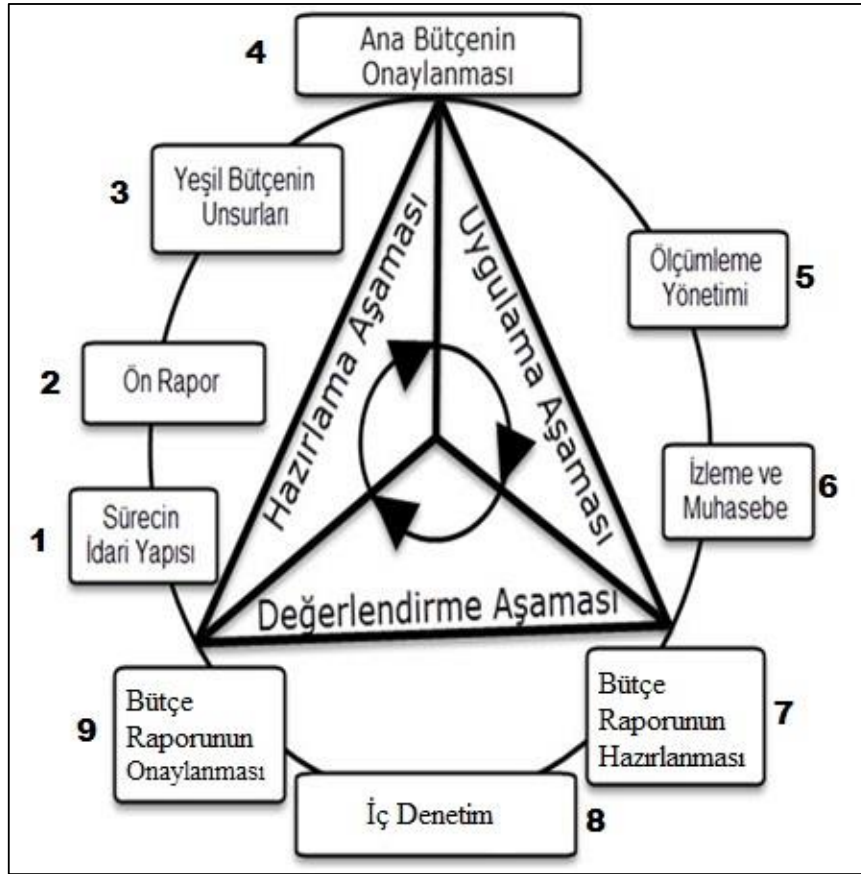 4
Ana Bütçenin
Onaylanması
3
Yeşil Bütçenin
Unsurları
2
Ön Rapor
1
Sürecin
İdari Yapısı
Hazırlama Aşaması
Uygulama Aşaması
Değerlendirme Aşaması
Ölçümleme
Yönetimi
5
İzleme ve
Muhasebe
6
Bütçe
Raporunun
Hazırlanması
7
İç Denetim
8
9
Bütçe
Raporunun
Onaylanması